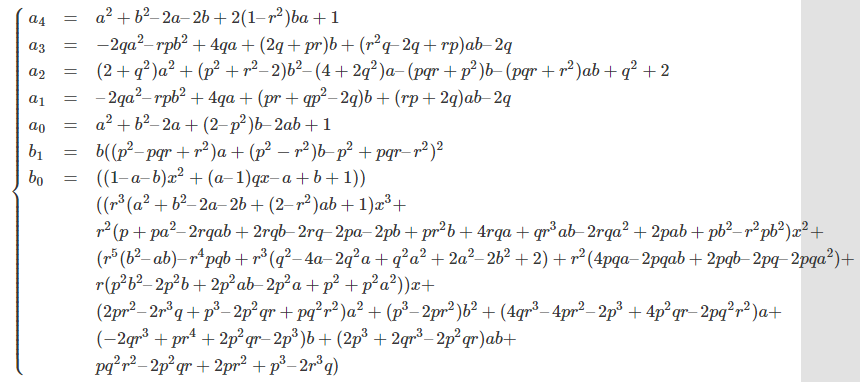 a₄ = a² + b²– 2a– 2b + 2(1– r²)ba + 1
a₃ = −2qa²– rpb² + 4qa + (2q + pr)b + (r²q– 2q + rp)ab– 2q
a₂ = (2 + q²)a² + (p² + r²– 2)b²– (4 + 2q²)a– (pqr + p²)b– (pqr + r²)ab + q² + 2
a₁ = – 2qa²– rpb² + 4qa + (pr + qp²– 2q)b + (rp + 2q)ab– 2q
a₀ = a² + b²– 2a + (2– p²)b– 2ab + 1
b₁ = b((p²– pqr + r²)a + (p² − r²)b– p² + pqr– r²)²
b₀ = ((1– a– b)x² + (a– 1)qx– a + b + 1))
((r³(a² + b²– 2a– 2b + (2– r²)ab + 1)x³+
r²(p + pa²– 2rqab + 2rqb– 2rq– 2pa– 2pb + pr²b + 4rqa + qr³ab– 2rqa² + 2pab + pb²– r²pb²)x²+
(r⁵(b²– ab)– r⁴pqb + r³(q²– 4a– 2q²a + q²a² + 2a²– 2b² + 2) + r²(4pqa– 2pqab + 2pqb– 2pq– 2pqa²)+
r(p²b²– 2p²b + 2p²ab– 2p²a + p² + p²a²))x+
(2pr²– 2r³q + p³– 2p²qr + pq²r²)a² + (p³– 2pr²)b² + (4qr³– 4pr²– 2p³ + 4p²qr– 2pq²r²)a+
(−2qr³ + pr⁴ + 2p²qr– 2p³)b + (2p³ + 2qr³– 2p²qr)ab+
pq²r²– 2p²qr + 2pr² + p³– 2r³q)